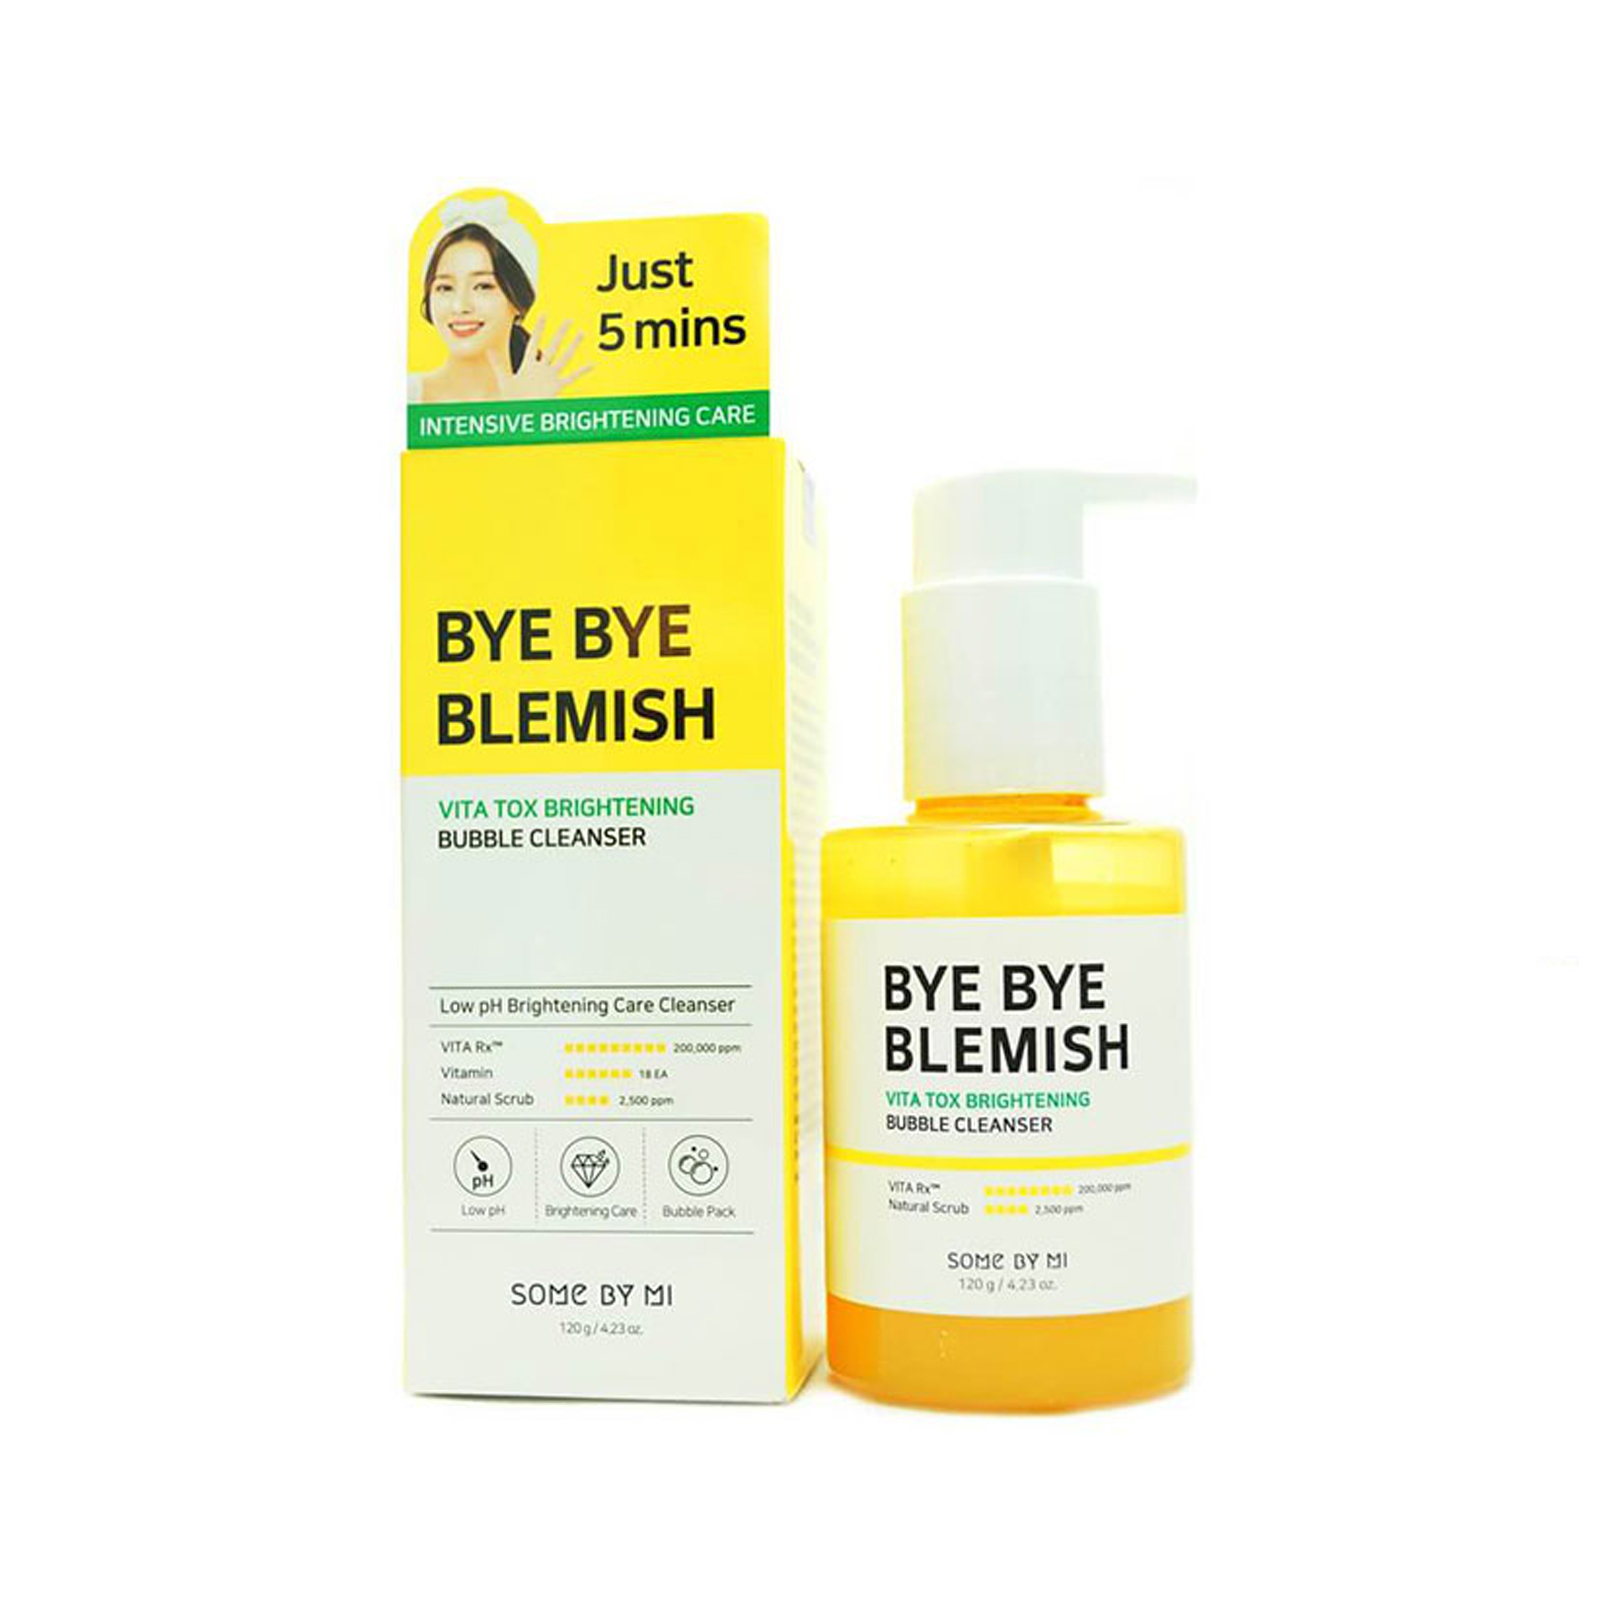 Just
5 mins
INTENSIVE BRIGHTENING CARE
BYE BYE
BLEMISH
VITA TOX BRIGHTENING
BUBBLE CLEANSER
Low pH Brightening Care Cleanser
VITA Rx™ 200,000 ppm
Vitamin 18 EA
Natural Scrub 2,500 ppm
pH
Low pH Brightening Care Bubble Pack
SOME BY MI
120 g / 4.23 oz.
BYE BYE
BLEMISH
VITA TOX BRIGHTENING
BUBBLE CLEANSER
VITA Rx™ 200,000 ppm
Natural Scrub 2,500 ppm
SOME BY MI
120 g / 4.23 oz.